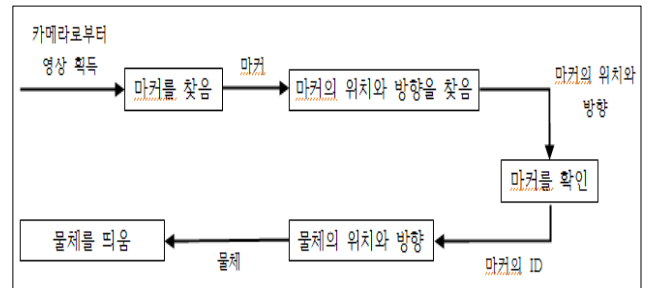 카메라로부터
영상 획득
마커를 찾음
마커
마커의 위치와 방향을 찾음
마커의 위치와
방향
마커를 확인
마커의 ID
물체의 위치와 방향
물체
물체를 띄움